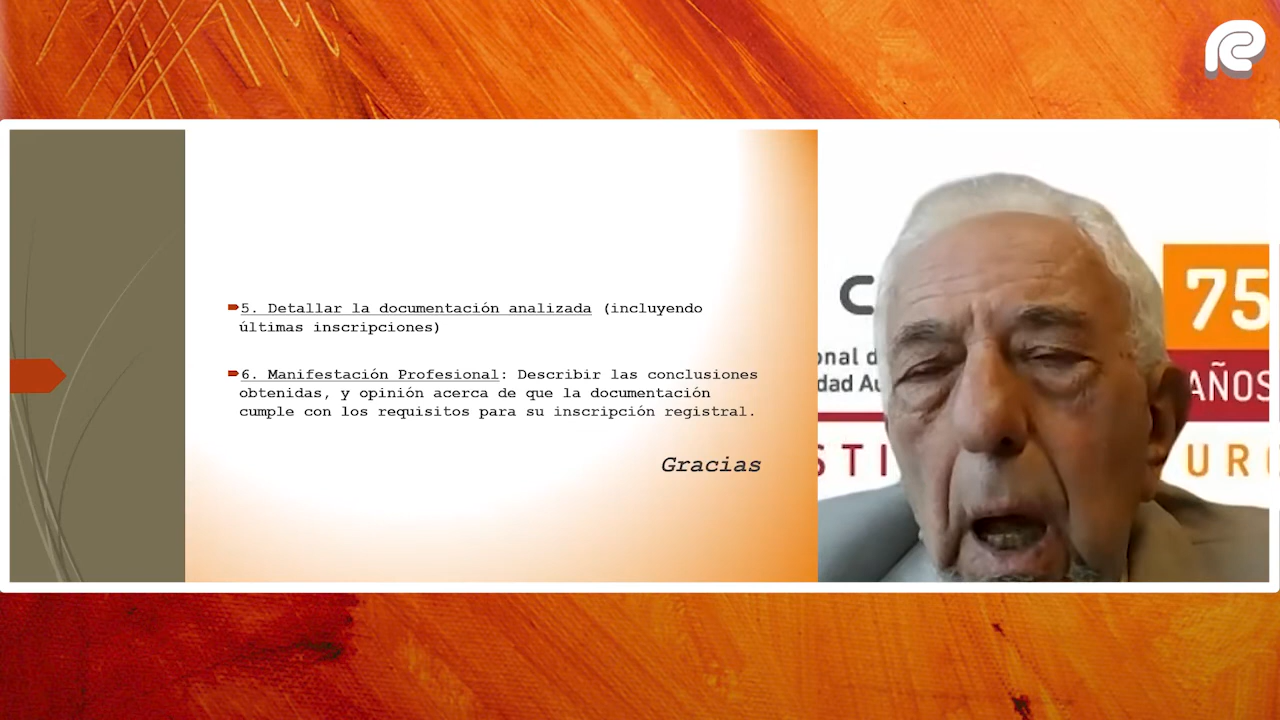 5. Detallar la documentación analizada (incluyendo
últimas inscripciones)
6. Manifestación Profesional: Describir las conclusiones
obtenidas, y opinión acerca de que la documentación
cumple con los requisitos para su inscripción registral.
Gracias
75
AÑOS